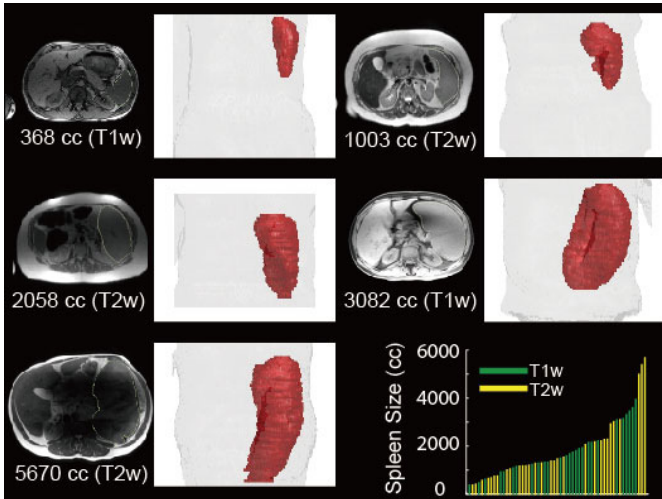 368 cc (T1w)
1003 cc (T2w)
2058 cc (T2w)
3082 cc (T1w)
5670 cc (T2w)
Spleen Size (cc)
6000
4000
2000
0
T1w
T2w